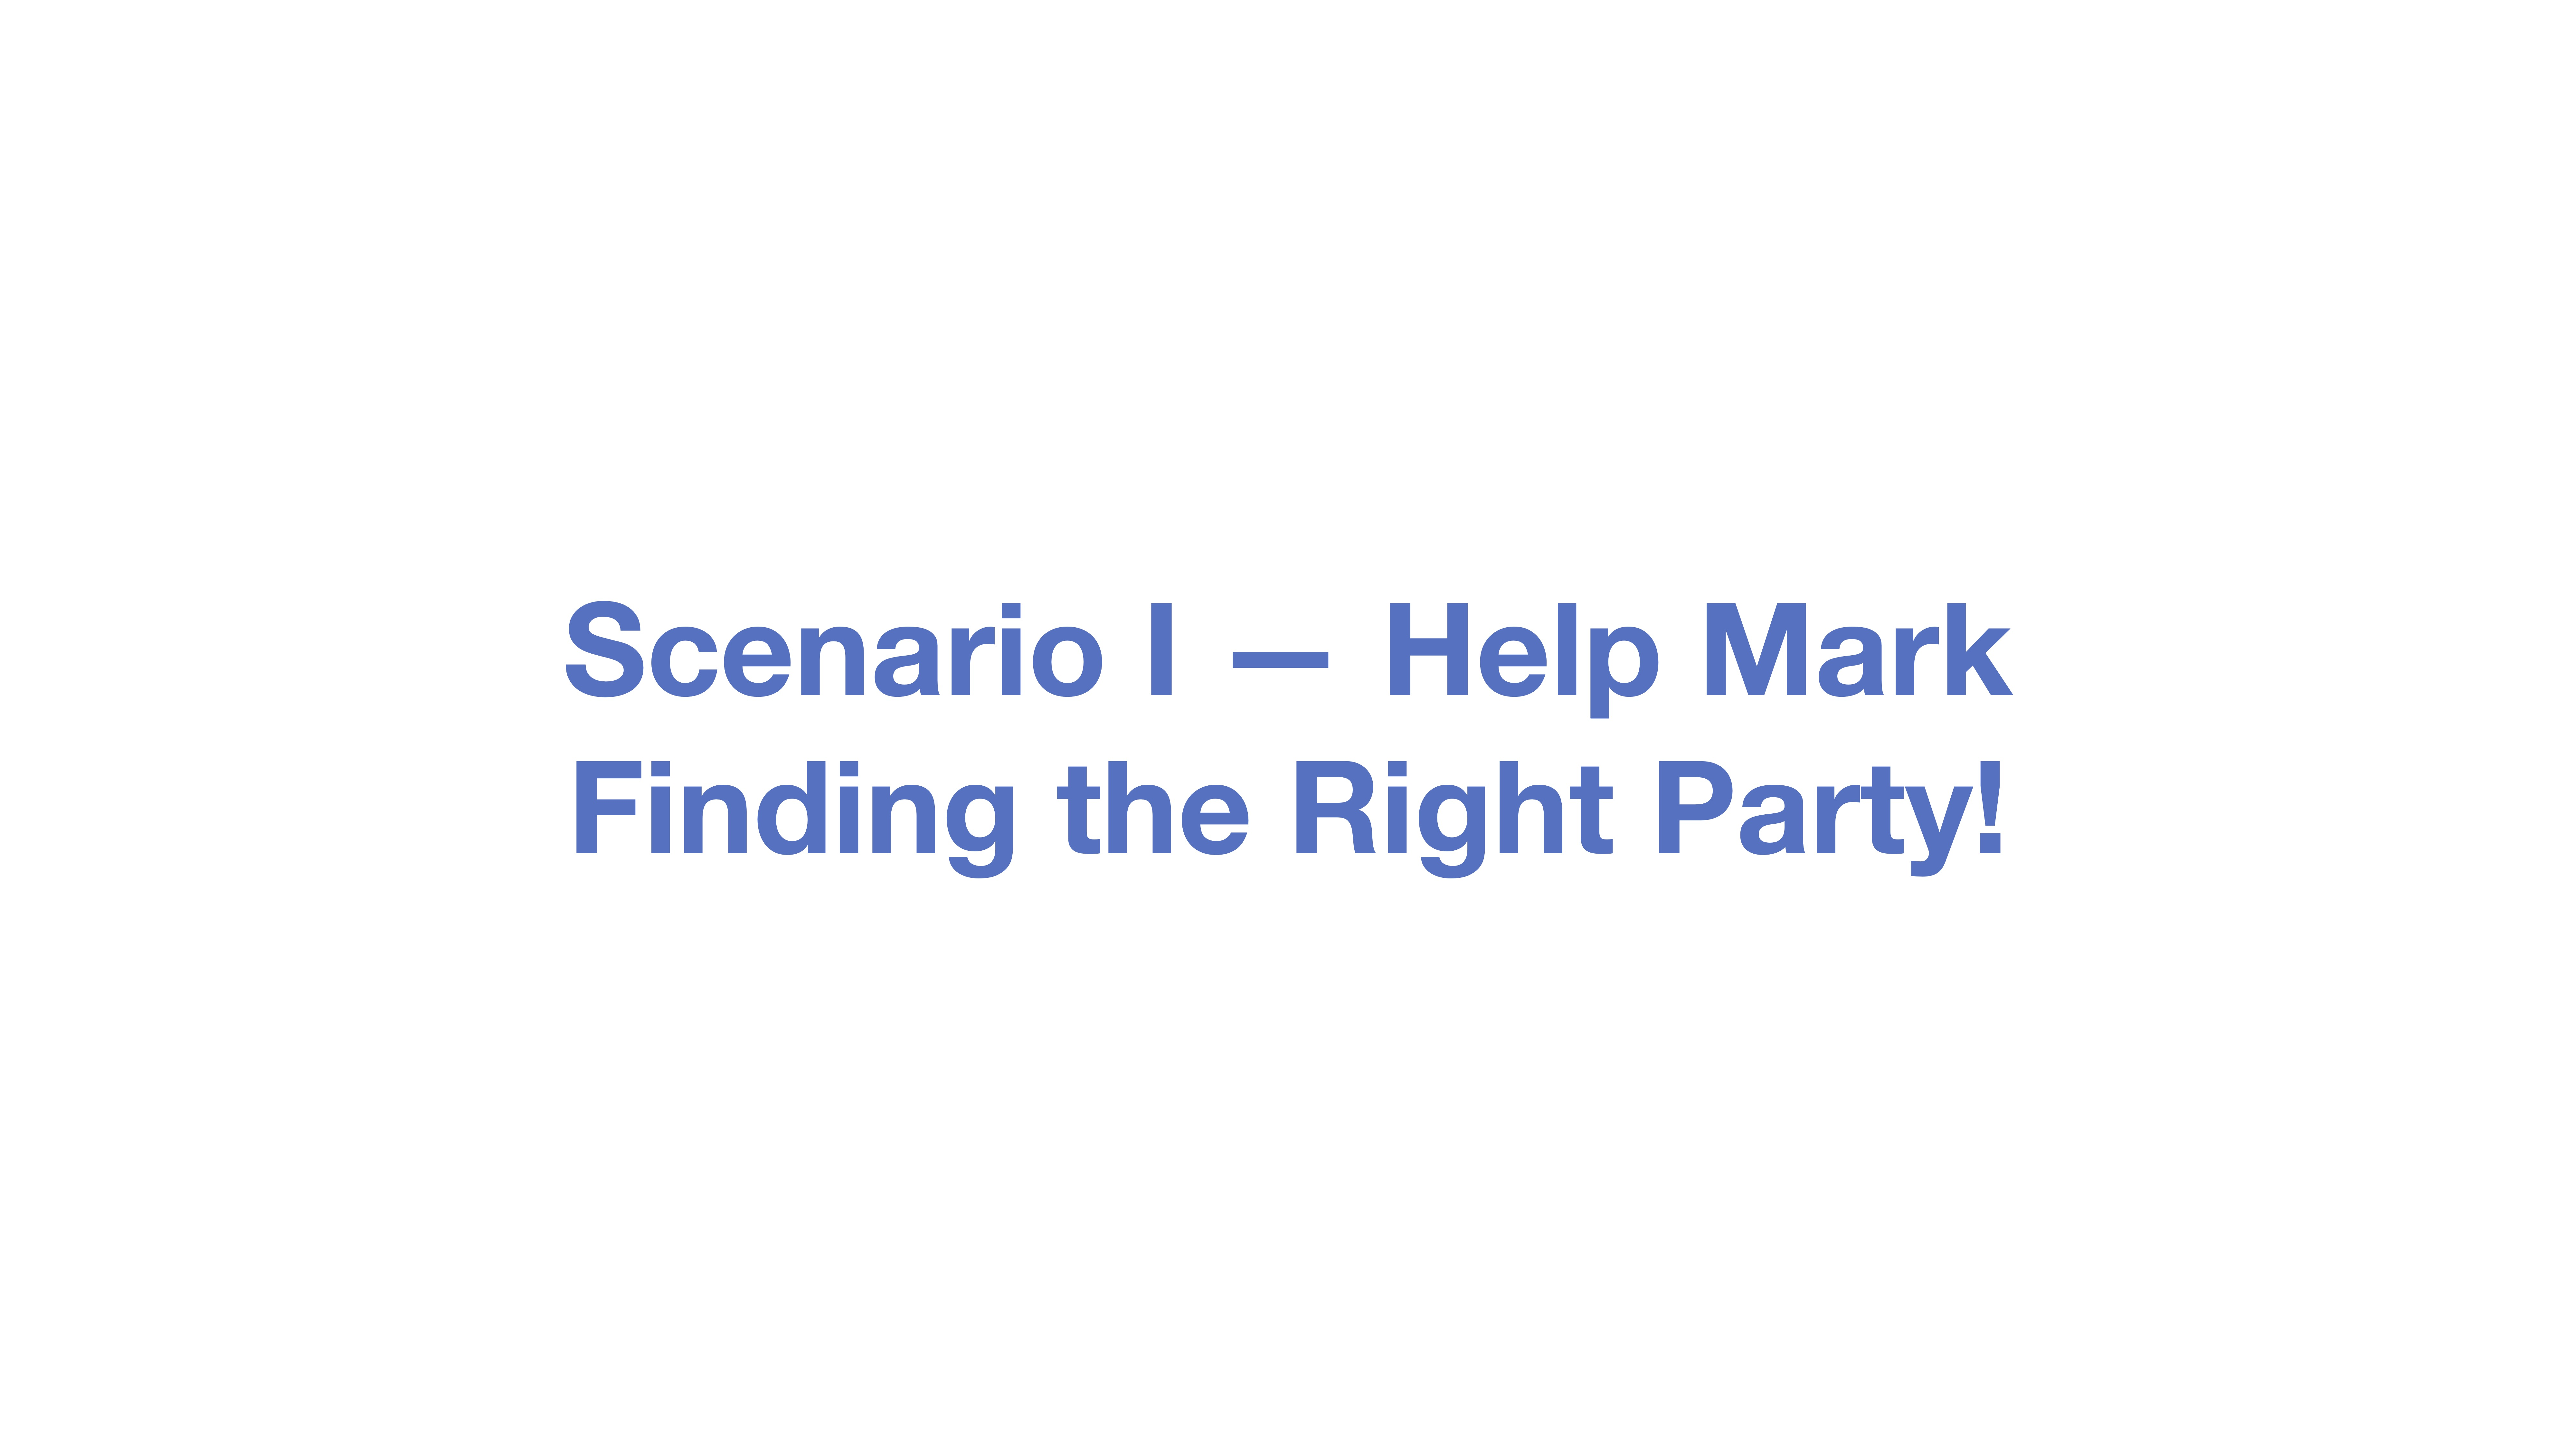 Scenario I — Help Mark
Finding the Right Party!